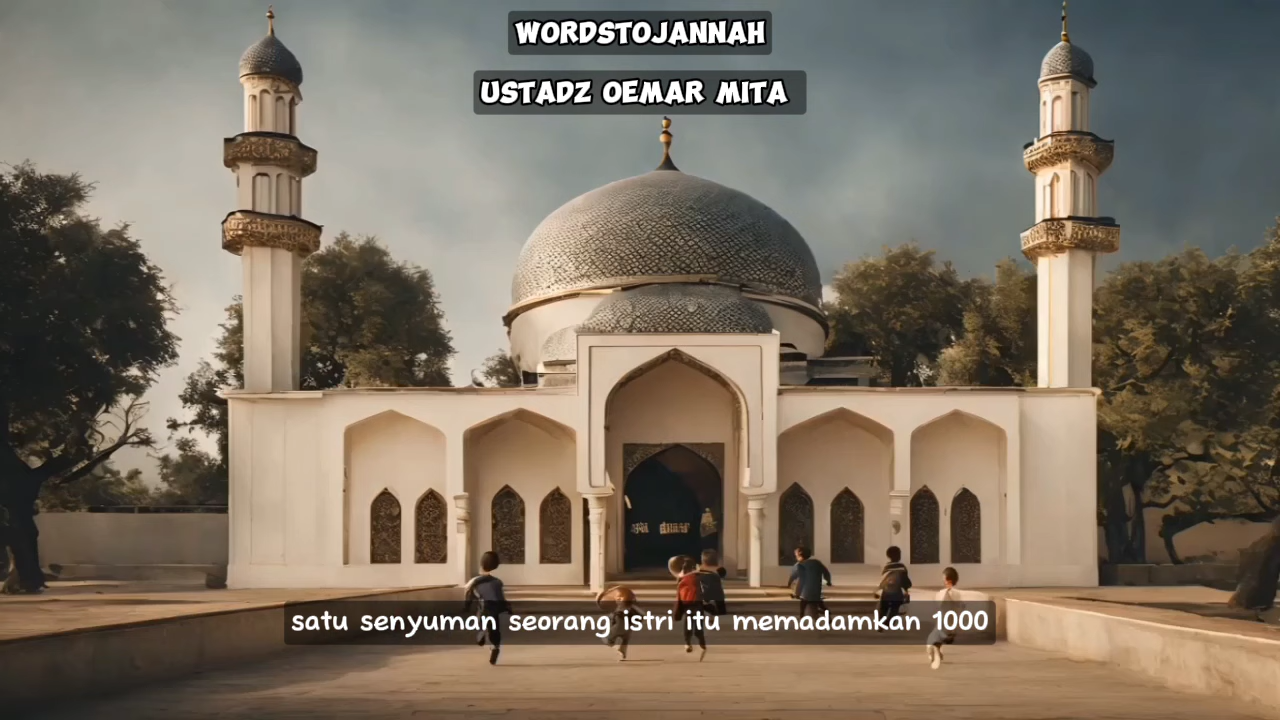 WORDSTOJANNAH
USTADZ OEMAR MITA
satu senyuman seorang istri itu memadamkan 1000